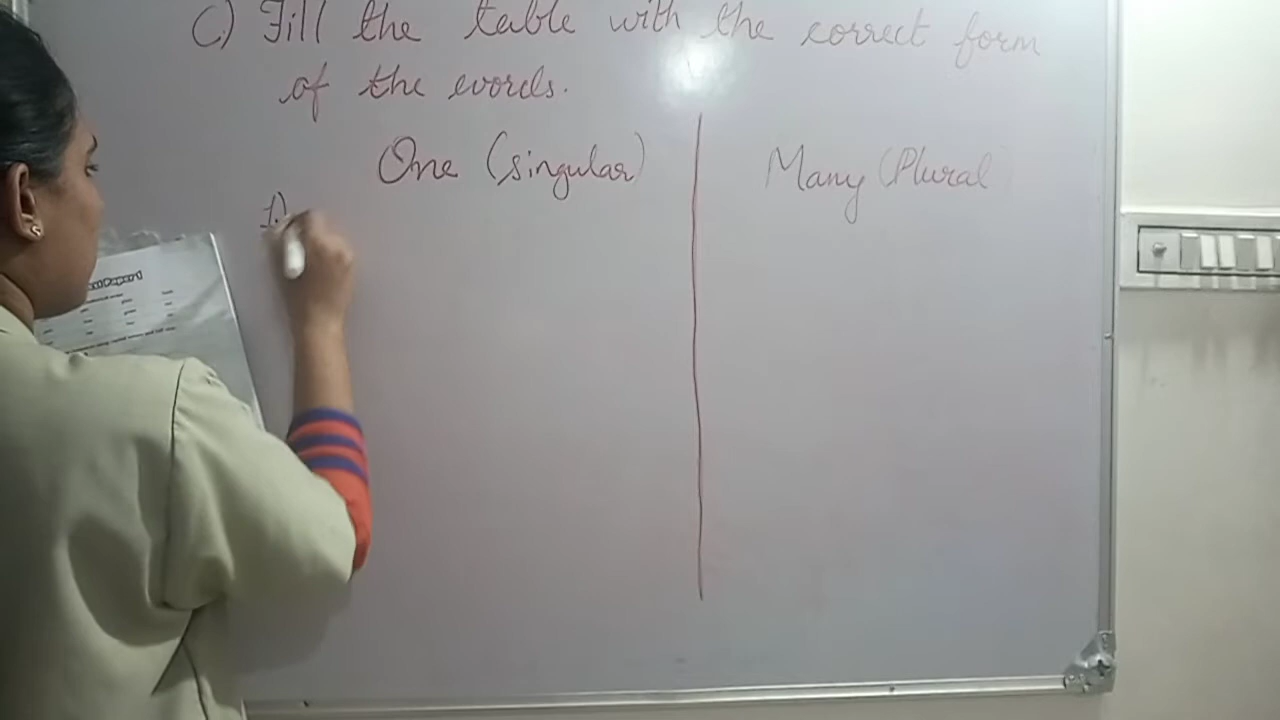 C) Fill the table with the correct form
of the words.
One (singular) Many (Plural)
1.)